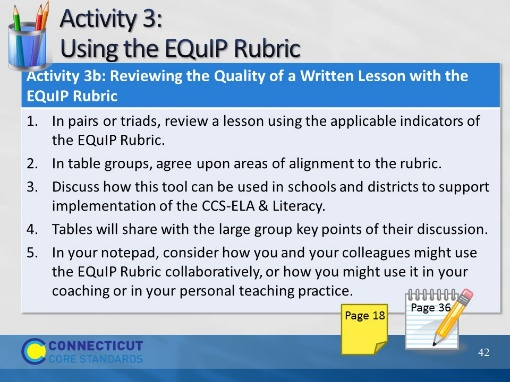 Activity 3:
Using the EQuIP Rubric
Activity 3b: Reviewing the Quality of a Written Lesson with the
EQuIP Rubric
1. In pairs or triads, review a lesson using the applicable indicators of
the EQuIP Rubric.
2. In table groups, agree upon areas of alignment to the rubric.
3. Discuss how this tool can be used in schools and districts to support
implementation of the CCS-ELA & Literacy.
4. Tables will share with the large group key points of their discussion.
5. In your notepad, consider how you and your colleagues might use
the EQuIP Rubric collaboratively, or how you might use it in your
coaching or in your personal teaching practice.
Page 18
Page 36
CONNECTICUT
CORE STANDARDS
42